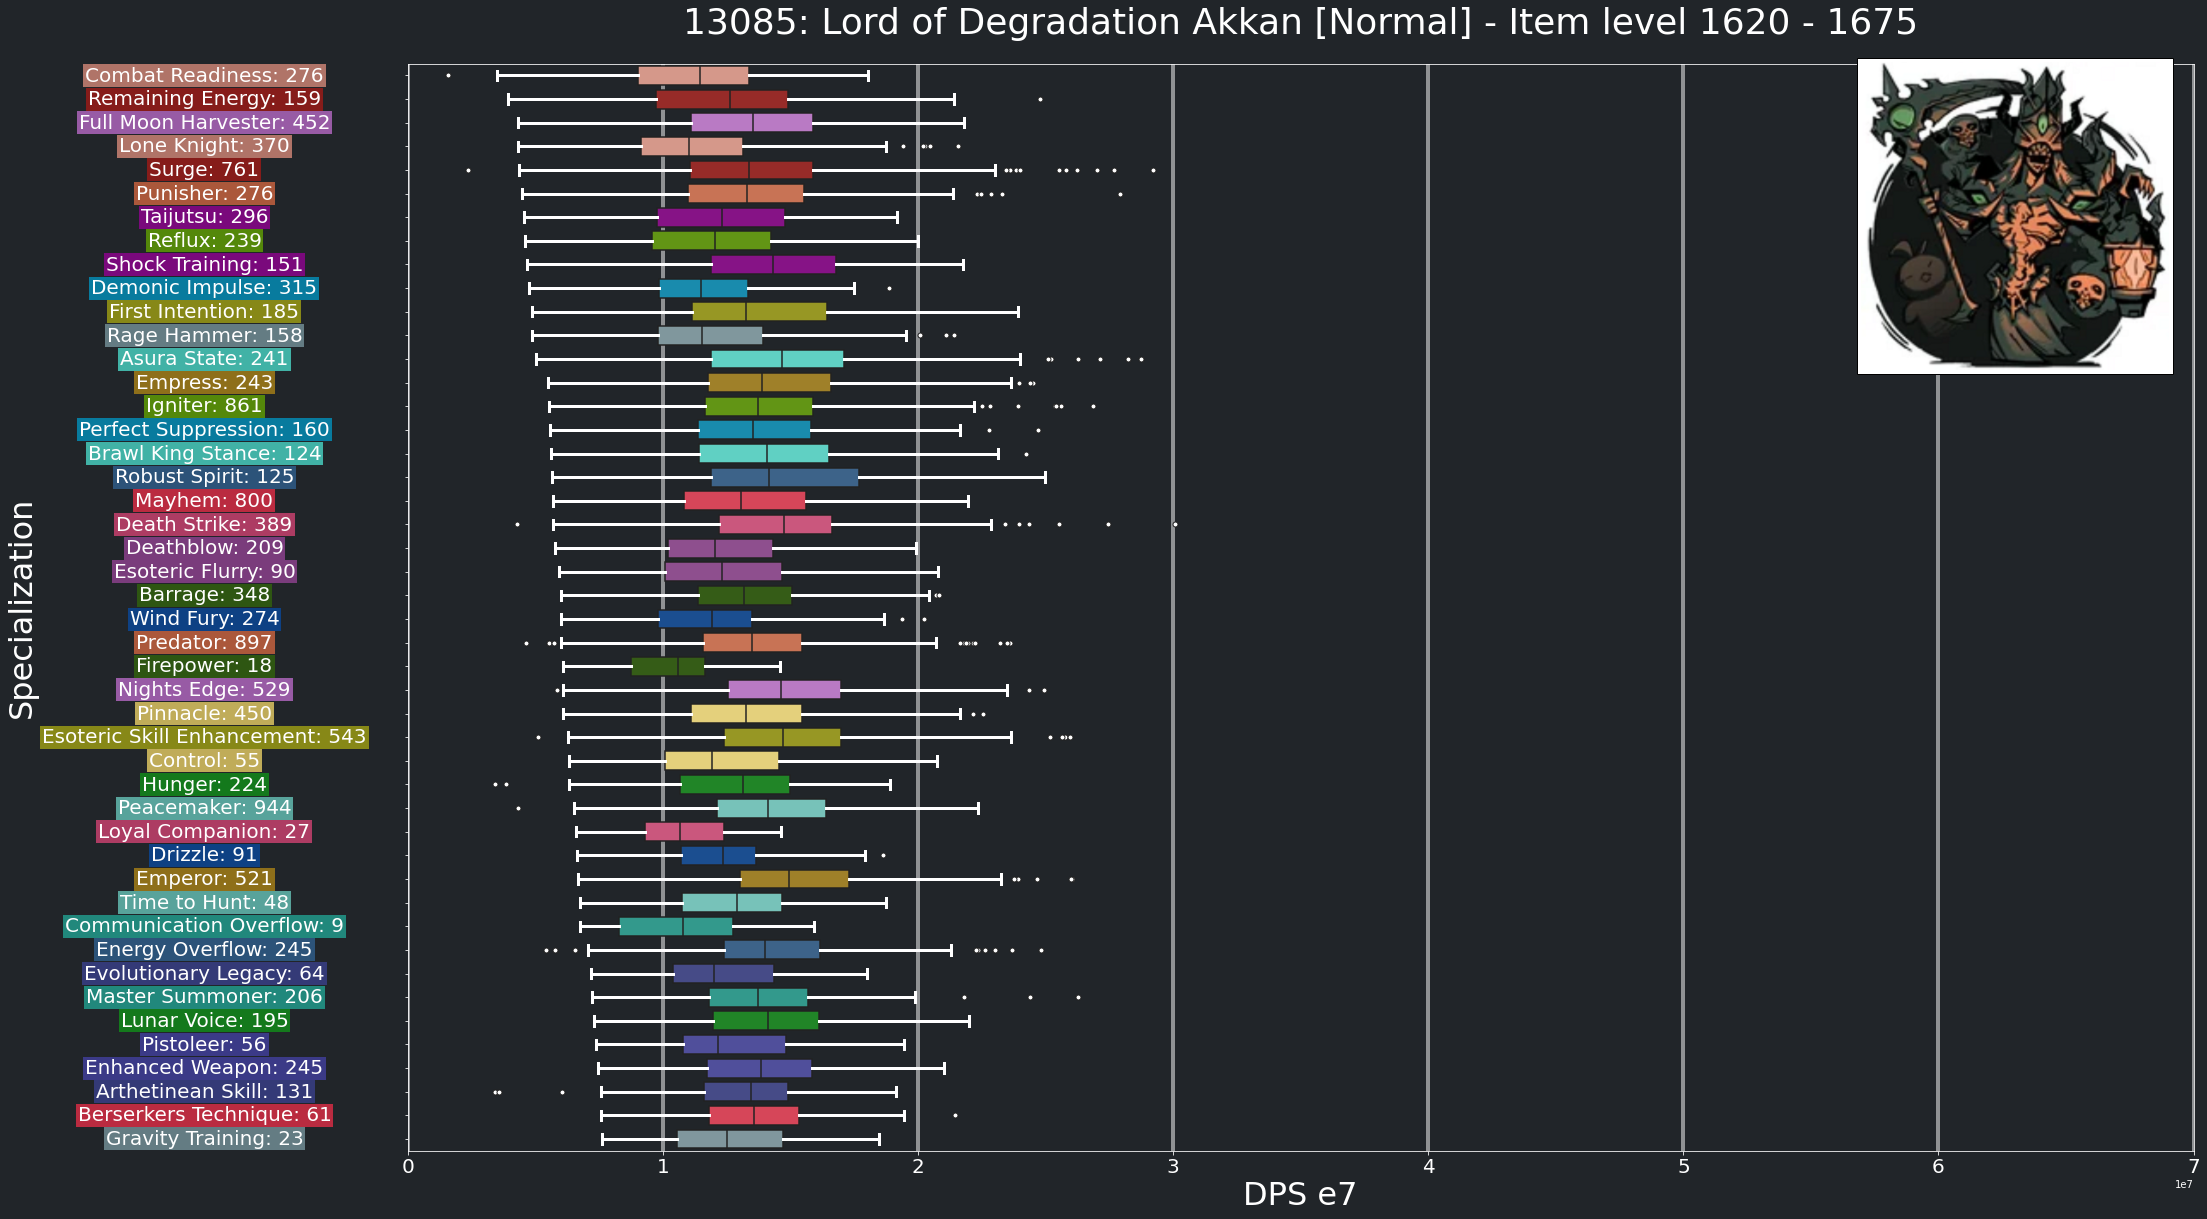 13085: Lord of Degradation Akkan [Normal] - Item level 1620 - 1675
Specialization
Combat Readiness: 276
Remaining Energy: 159
Full Moon Harvester: 452
Lone Knight: 370
Surge: 761
Punisher: 276
Taijutsu: 296
Reflux: 239
Shock Training: 151
Demonic Impulse: 315
First Intention: 185
Rage Hammer: 158
Asura State: 241
Empress: 243
Igniter: 861
Perfect Suppression: 160
Brawl King Stance: 124
Robust Spirit: 125
Mayhem: 800
Death Strike: 389
Deathblow: 209
Esoteric Flurry: 90
Barrage: 348
Wind Fury: 274
Predator: 897
Firepower: 18
Nights Edge: 529
Pinnacle: 450
Esoteric Skill Enhancement: 543
Control: 55
Hunger: 224
Peacemaker: 944
Loyal Companion: 27
Drizzle: 91
Emperor: 521
Time to Hunt: 48
Communication Overflow: 9
Energy Overflow: 245
Evolutionary Legacy: 64
Master Summoner: 206
Lunar Voice: 195
Pistoleer: 56
Enhanced Weapon: 245
Arthetinean Skill: 131
Berserkers Technique: 61
Gravity Training: 23
0 1 2 3 4 5 6 7
1e7
DPS e7